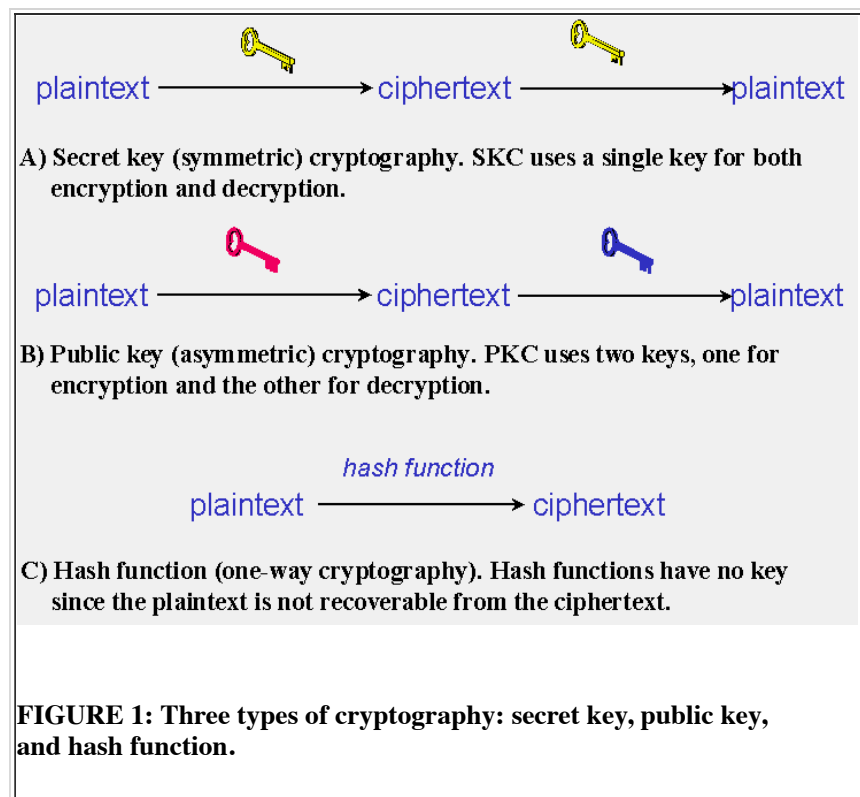 plaintext ciphertext plaintext
A) Secret key (symmetric) cryptography. SKC uses a single key for both
encryption and decryption.
plaintext ciphertext plaintext
B) Public key (asymmetric) cryptography. PKC uses two keys, one for
encryption and the other for decryption.
hash function
plaintext ciphertext
C) Hash function (one-way cryptography). Hash functions have no key
since the plaintext is not recoverable from the ciphertext.
FIGURE 1: Three types of cryptography: secret key, public key,
and hash function.